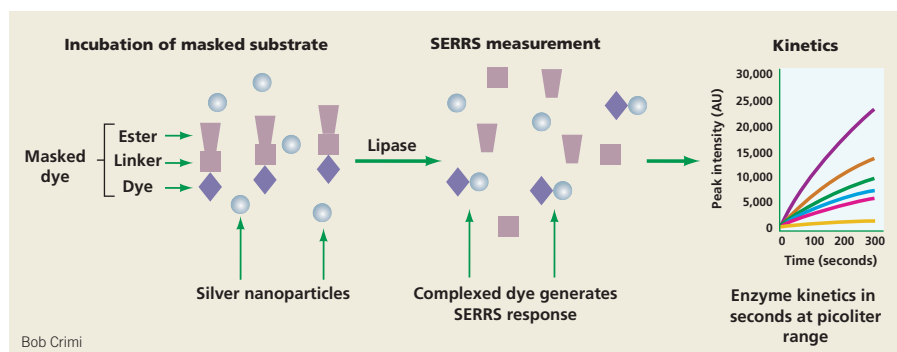 Incubation of masked substrate
Masked
dye
Ester
Linker
Dye
Silver nanoparticles
Lipase
SERRS measurement
Complexed dye generates
SERRS response
Kinetics
Peak intensity (AU)
30,000
25,000
20,000
15,000
10,000
5,000
0
0 100 200 300
Time (seconds)
Enzyme kinetics in
seconds at picoliter
range
Bob Crimi